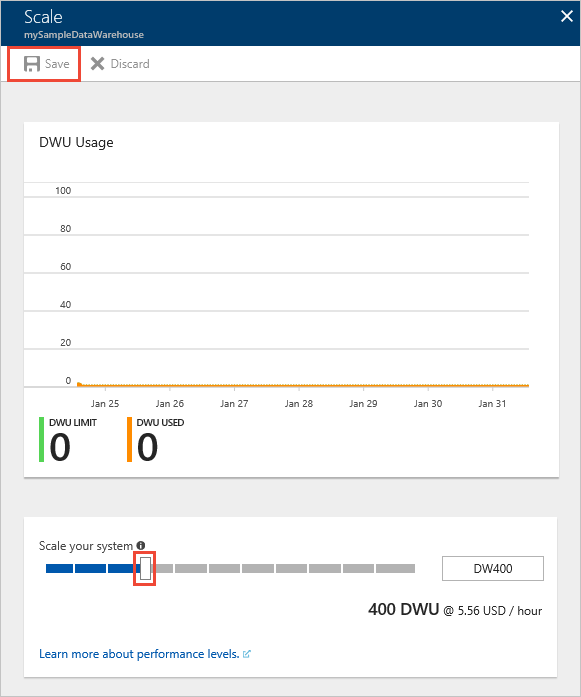 Scale
mySampleDataWarehouse
Save
Discard
DWU Usage
100
80
60
40
20
0
Jan 25 Jan 26 Jan 27 Jan 28 Jan 29 Jan 30 Jan 31
DWU LIMIT DWU USED
0 0
Scale your system
DW400
400 DWU @ 5.56 USD / hour
Learn more about performance levels.